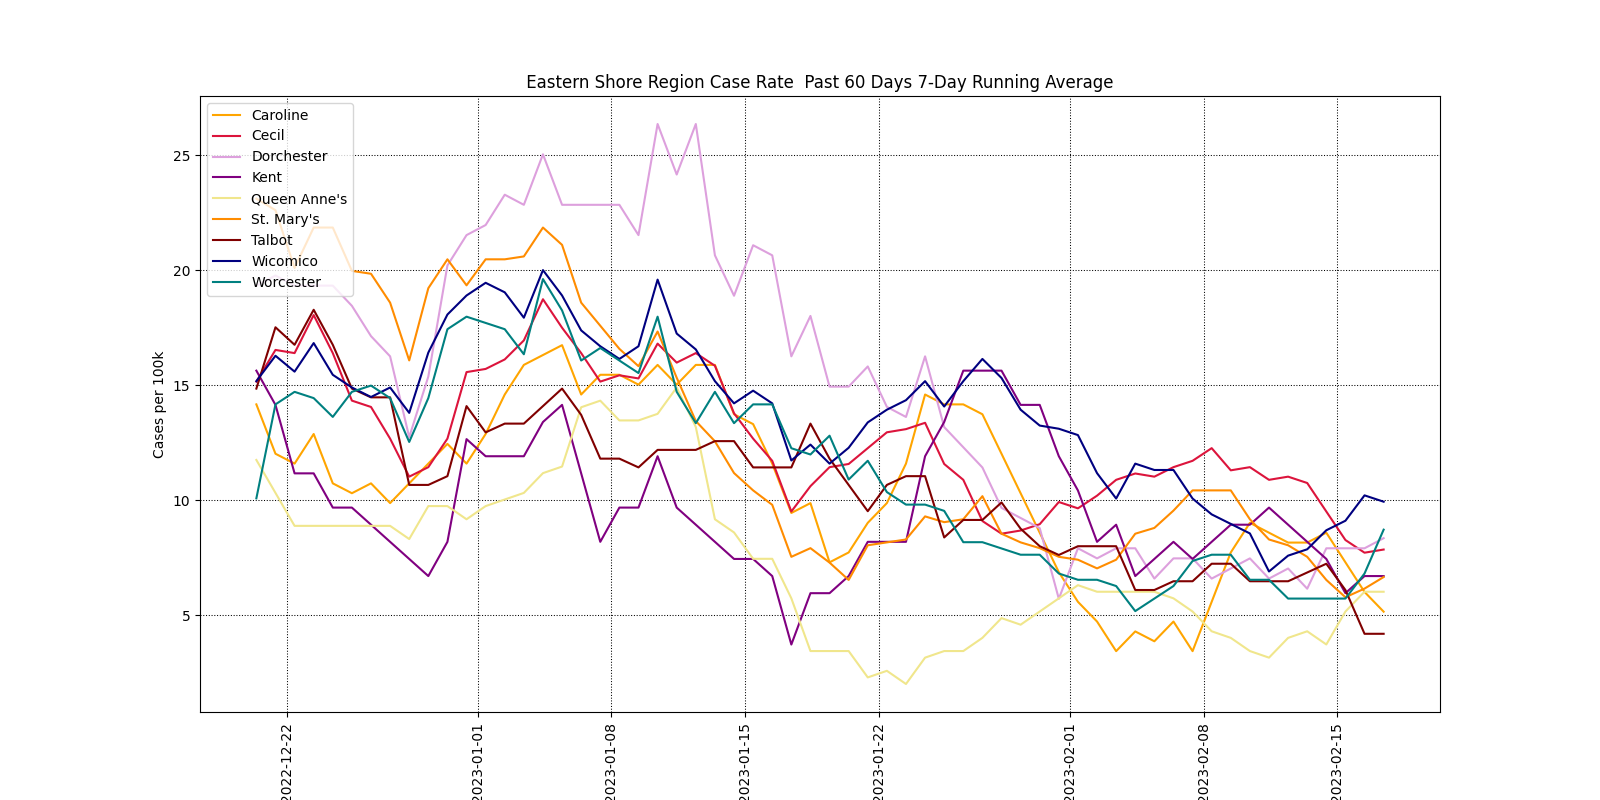 Eastern Shore Region Case Rate  Past 60 Days 7-Day Running Average
Caroline
Cecil
Dorchester
Kent
Queen Anne's
St. Mary's
Talbot
Wicomico
Worcester
Cases per 100k
25
20
15
10
5
2022-12-22
2023-01-01
2023-01-08
2023-01-15
2023-01-22
2023-02-01
2023-02-08
2023-02-15